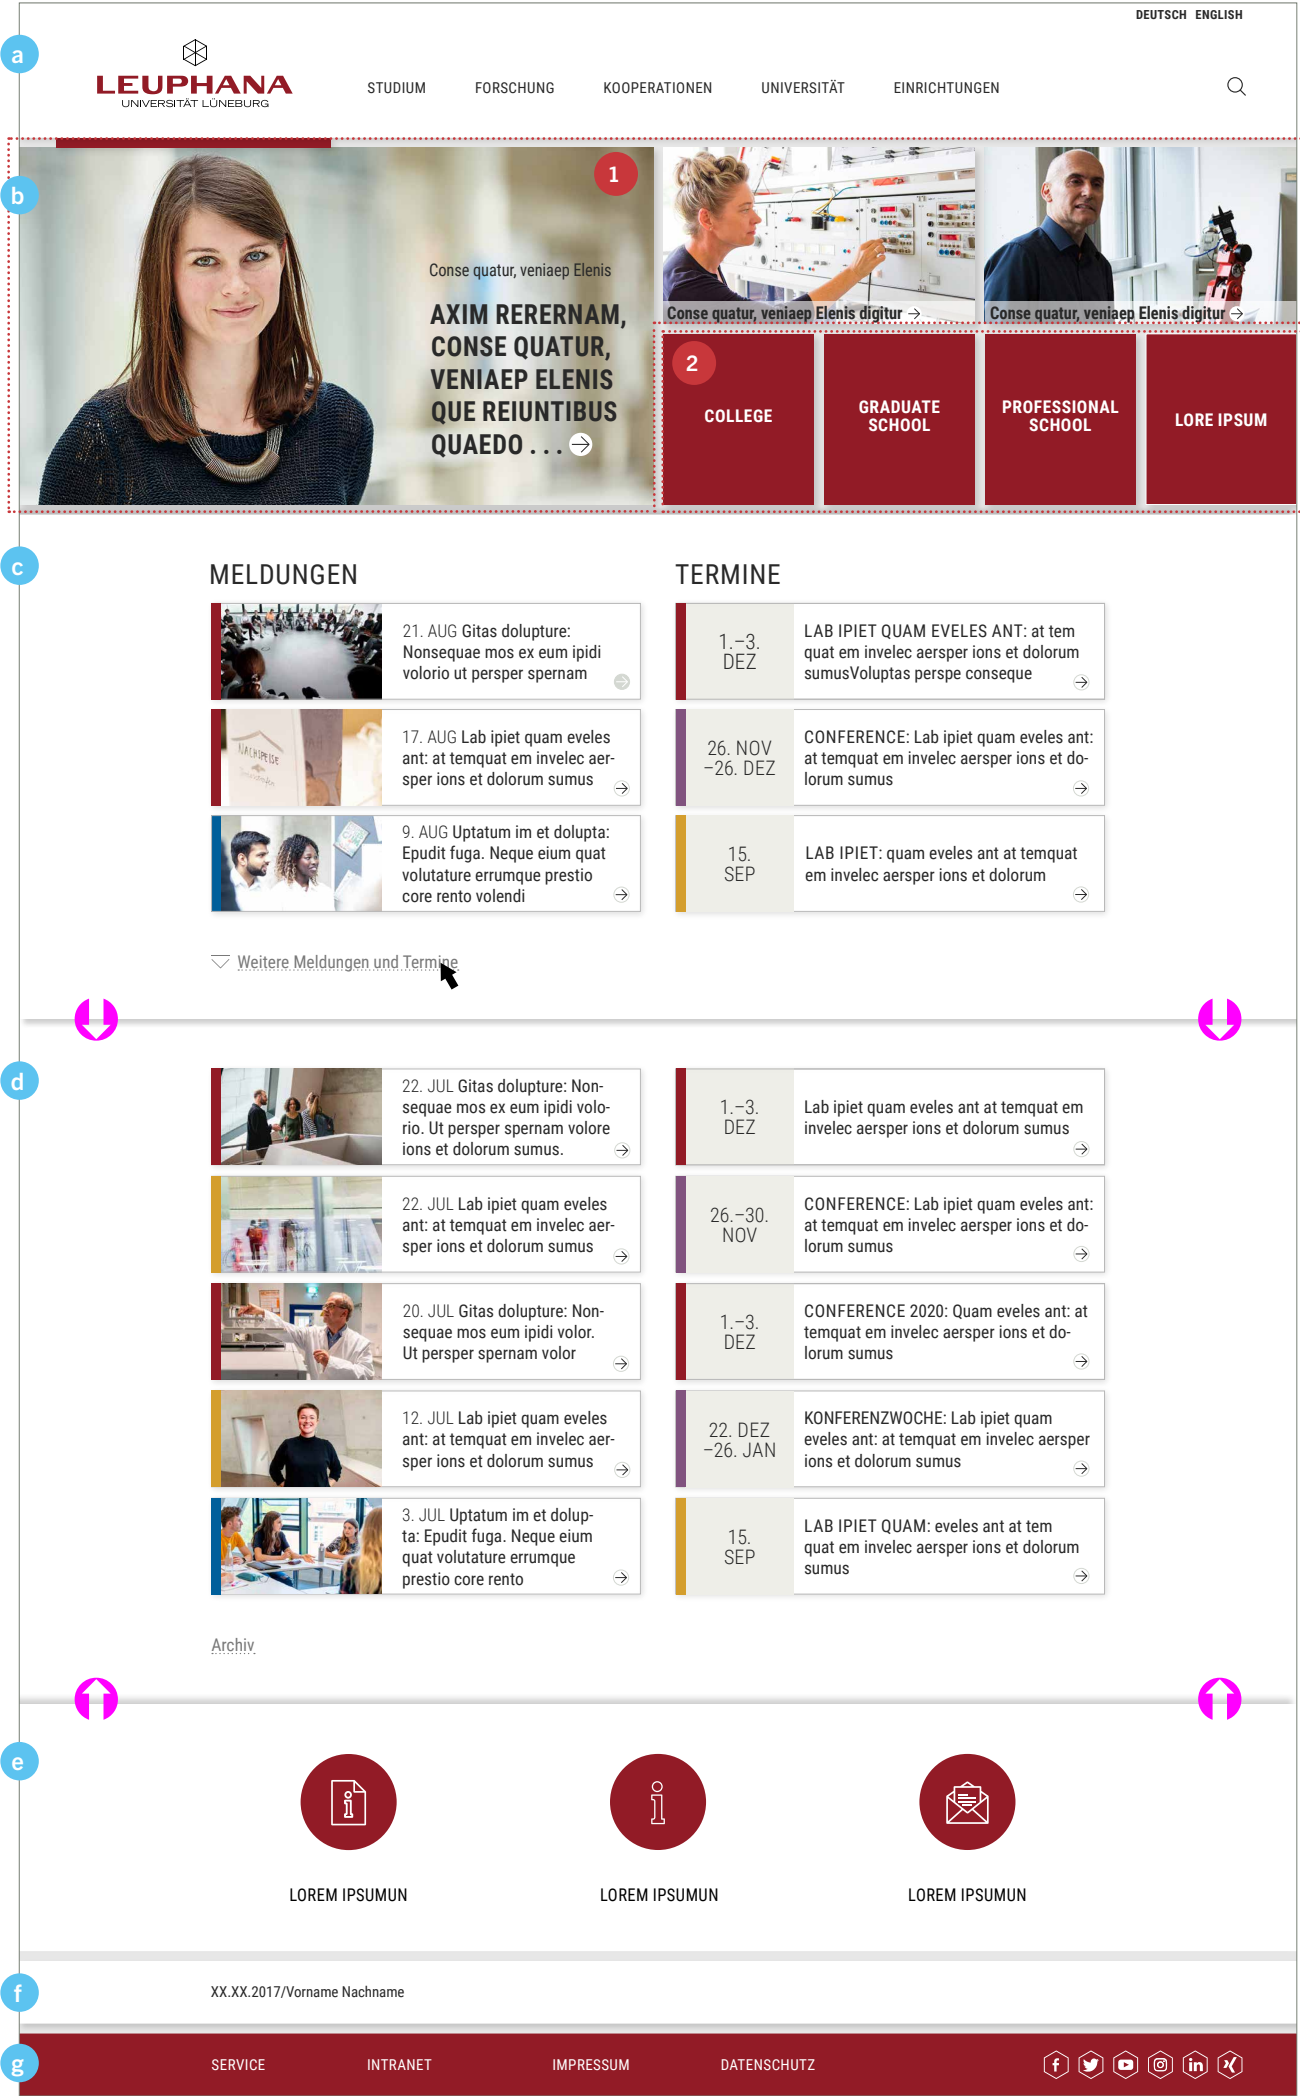 DEUTSCH ENGLISH
a
LEUPHANA
UNIVERSITÄT LÜNEBURG
STUDIUM FORSCHUNG KOOPERATIONEN UNIVERSITÄT EINRICHTUNGEN
b
1
Conse quatur, veniaep Elenis
AXIM RERERNAM,
CONSE QUATUR,
VENIAEP ELENIS
QUE REIUNTIBUS
QUAEDO . . .
Conse quatur, veniaep Elenis digitur
Conse quatur, veniaep Elenis digitur
2
COLLEGE
GRADUATE
SCHOOL
PROFESSIONAL
SCHOOL
LORE IPSUM
c
MELDUNGEN
21. AUG Gitas dolupture:
Nonsequae mos ex eum ipidi
volorio ut persper spernam
NACHSPEISE
17. AUG Lab ipiet quam eveles
ant: at temquat em invelec aer-
sper ions et dolorum sumus
9. AUG Uptatum im et dolupta:
Epudit fuga. Neque eium quat
volutature errumque prestio
core rento volendi
TERMINE
1.–3.
DEZ
LAB IPIET QUAM EVELES ANT: at tem
quat em invelec aersper ions et dolorum
sumusVoluptas perspe conseque
26. NOV
–26. DEZ
CONFERENCE: Lab ipiet quam eveles ant:
at temquat em invelec aersper ions et do-
lorum sumus
15.
SEP
LAB IPIET: quam eveles ant at temquat
em invelec aersper ions et dolorum
Weitere Meldungen und Termine
d
22. JUL Gitas dolupture: Non-
sequae mos ex eum ipidi volo-
rio. Ut persper spernam volore
ions et dolorum sumus.
22. JUL Lab ipiet quam eveles
ant: at temquat em invelec aer-
sper ions et dolorum sumus
20. JUL Gitas dolupture: Non-
sequae mos eum ipidi volor.
Ut persper spernam volor
12. JUL Lab ipiet quam eveles
ant: at temquat em invelec aer-
sper ions et dolorum sumus
3. JUL Uptatum im et dolup-
ta: Epudit fuga. Neque eium
quat volutature errumque
prestio core rento
1.–3.
DEZ
Lab ipiet quam eveles ant at temquat em
invelec aersper ions et dolorum sumus
26.–30.
NOV
CONFERENCE: Lab ipiet quam eveles ant:
at temquat em invelec aersper ions et do-
lorum sumus
1.–3.
DEZ
CONFERENCE 2020: Quam eveles ant: at
temquat em invelec aersper ions et do-
lorum sumus
22. DEZ
–26. JAN
KONFERENZWOCHE: Lab ipiet quam
eveles ant: at temquat em invelec aersper
ions et dolorum sumus
15.
SEP
LAB IPIET QUAM: eveles ant at tem
quat em invelec aersper ions et dolorum
sumus
Archiv
e
LOREM IPSUMUN
LOREM IPSUMUN
LOREM IPSUMUN
f
XX.XX.2017/Vorname Nachname
g
SERVICE INTRANET IMPRESSUM DATENSCHUTZ